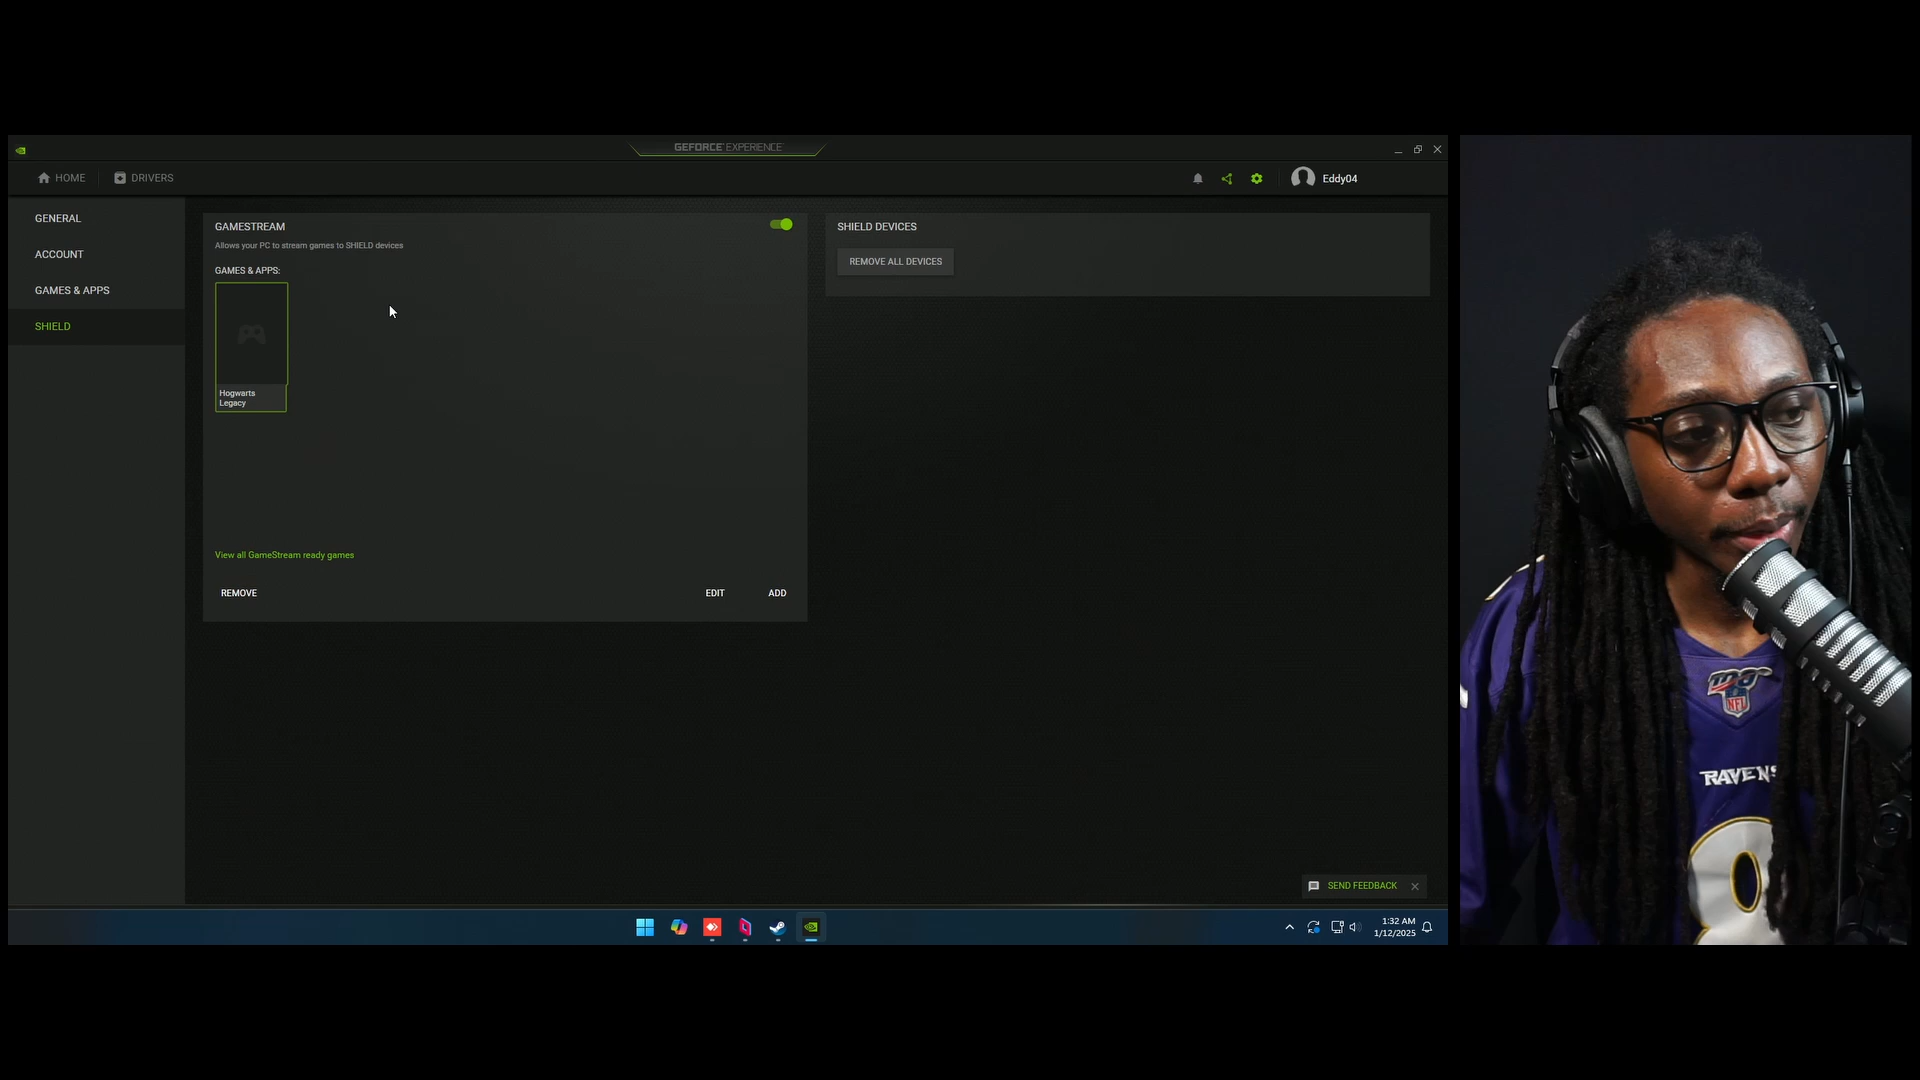 GEFORCE EXPERIENCE
HOME
DRIVERS
Eddy04
GENERAL
ACCOUNT
GAMES & APPS
SHIELD
GAMESTREAM
Allows your PC to stream games to SHIELD devices
GAMES & APPS:
Hogwarts
Legacy
View all GameStream ready games
REMOVE
EDIT
ADD
SHIELD DEVICES
REMOVE ALL DEVICES
SEND FEEDBACK
1:32 AM
1/12/2025
NFL
RAVENS
8